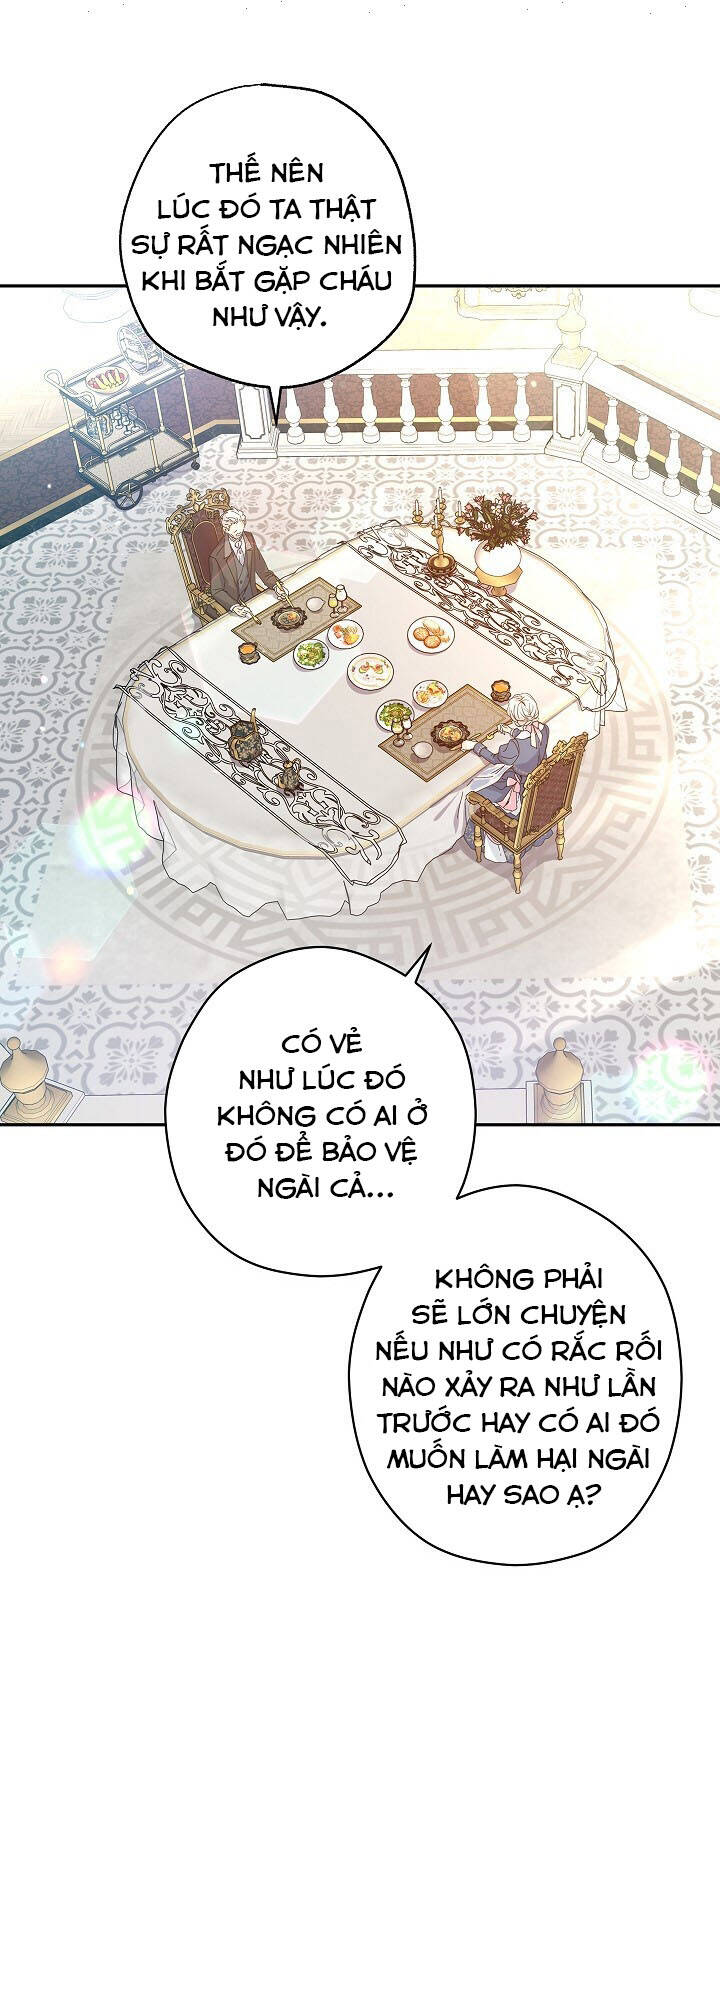 THẾ NÊN
LÚC ĐÓ TA THẬT
SỰ RẤT NGẠC NHIÊN
KHI BẮT GẶP CHÁU
NHƯ VẬY.
CÓ VẺ
NHƯ LÚC ĐÓ
KHÔNG CÓ AI Ở
ĐÓ ĐỂ BẢO VỆ
NGÀI CẢ...
KHÔNG PHẢI
SẼ LỚN CHUYỆN
NẾU NHƯ CÓ RẮC RỐI
NÀO XẢY RA NHƯ LẦN
TRƯỚC HAY CÓ AI ĐÓ
MUỐN LÀM HẠI NGÀI
HAY SAO Ạ?